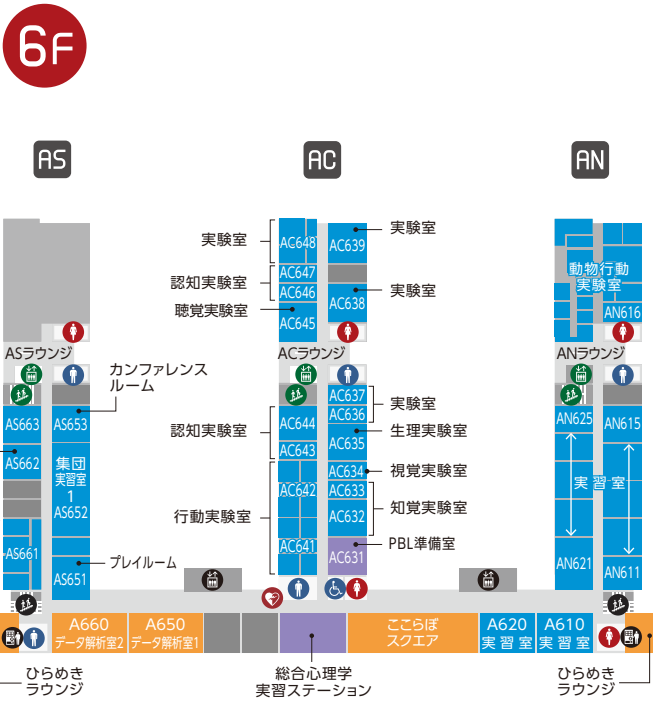 6F
AS
AC
AN
実験室
AC648
AC639
実験室
認知実験室
AC647
AC646
聴覚実験室
AC645
AC638
実験室
動物行動
実験室
AN616
ASラウンジ
ACラウンジ
ANラウンジ
カンファレンス
ルーム
AS663
AS653
AS662
集団
実習室
1
AS652
AS661
AS651
プレイルーム
認知実験室
AC644
AC643
行動実験室
AC642
AC641
AC637
AC636
実験室
AC635
生理実験室
AC634
視覚実験室
AC633
AC632
知覚実験室
AC631
PBL準備室
AN625
AN615
実習室
AN621
AN611
A660
データ解析室2
A650
データ解析室1
ここらぼ
スクエア
A620
実習室
A610
実習室
ひらめき
ラウンジ
総合心理学
実習ステーション
ひらめき
ラウンジ